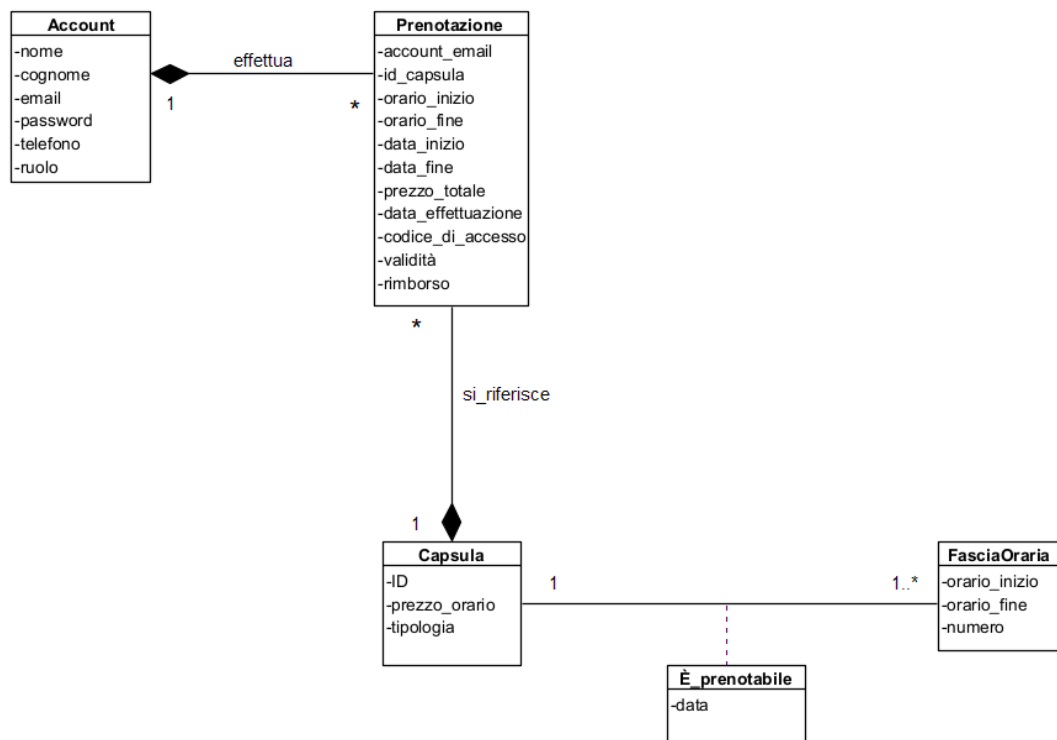 Account
-nome
-cognome
-email
-password
-telefono
-ruolo
effettua
1
*
Prenotazione
-account_email
-id_capsula
-orario_inizio
-orario_fine
-data_inizio
-data_fine
-prezzo_totale
-data_effettuazione
-codice_di_accesso
-validità
-rimborso
*
si_riferisce
1
Capsula
-ID
-prezzo_orario
-tipologia
1
1..*
FasciaOraria
-orario_inizio
-orario_fine
-numero
È_prenotabile
-data